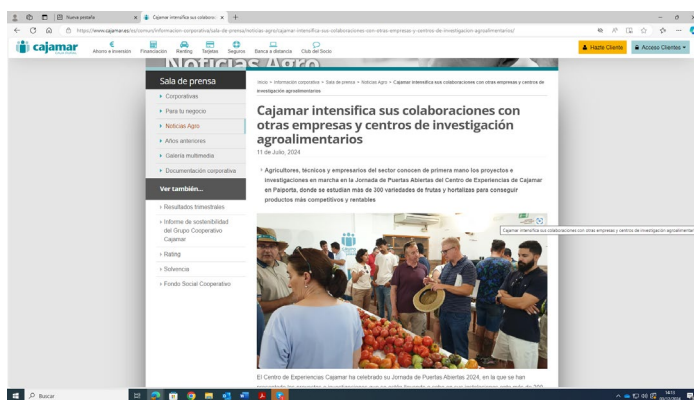 Nueva pestaña
Cajamar intensifica sus colaborac
https://www.cajamar.es/es/comun/informacion-corporativa/sala-de-prensa/noticias-agro/cajamar-intensifica-sus-colaboraciones-con-otras-empresas-y-centros-de-investigacion-agroalimentarios/
cajamar
Ahorro e Inversión
Financiación
Renting
Tarjetas
Seguros
Banca a distancia
Club del Socio
Hazte Cliente
Acceso Clientes
Noticias Agro
Sala de prensa
Corporativas
Para tu negocio
Noticias Agro
Años anteriores
Galería multimedia
Documentación corporativa
Ver también...
Resultados trimestrales
Informe de sostenibilidad
del Grupo Cooperativo
Cajamar
Rating
Solvencia
Fondo Social Cooperativo
Inicio > Información corporativa > Sala de prensa > Noticias Agro > Cajamar intensifica sus colaboraciones con otras empresas y centros de
investigación agroalimentarios
Cajamar intensifica sus colaboraciones con
otras empresas y centros de investigación
agroalimentarios
11 de Julio, 2024
Agricultores, técnicos y empresarios del sector conocen de primera mano los proyectos e
investigaciones en marcha en la Jornada de Puertas Abiertas del Centro de Experiencias de Cajamar
en Paiporta, donde se estudian más de 300 variedades de frutas y hortalizas para conseguir
productos más competitivos y rentables
Cajamar intensifica sus colaboraciones con otras empresas y centros de investigación agroalimentarios
El Centro de Experiencias Cajamar ha celebrado su Jornada de Puertas Abiertas 2024, en la que se han
Buscar
14:13
03/12/2024